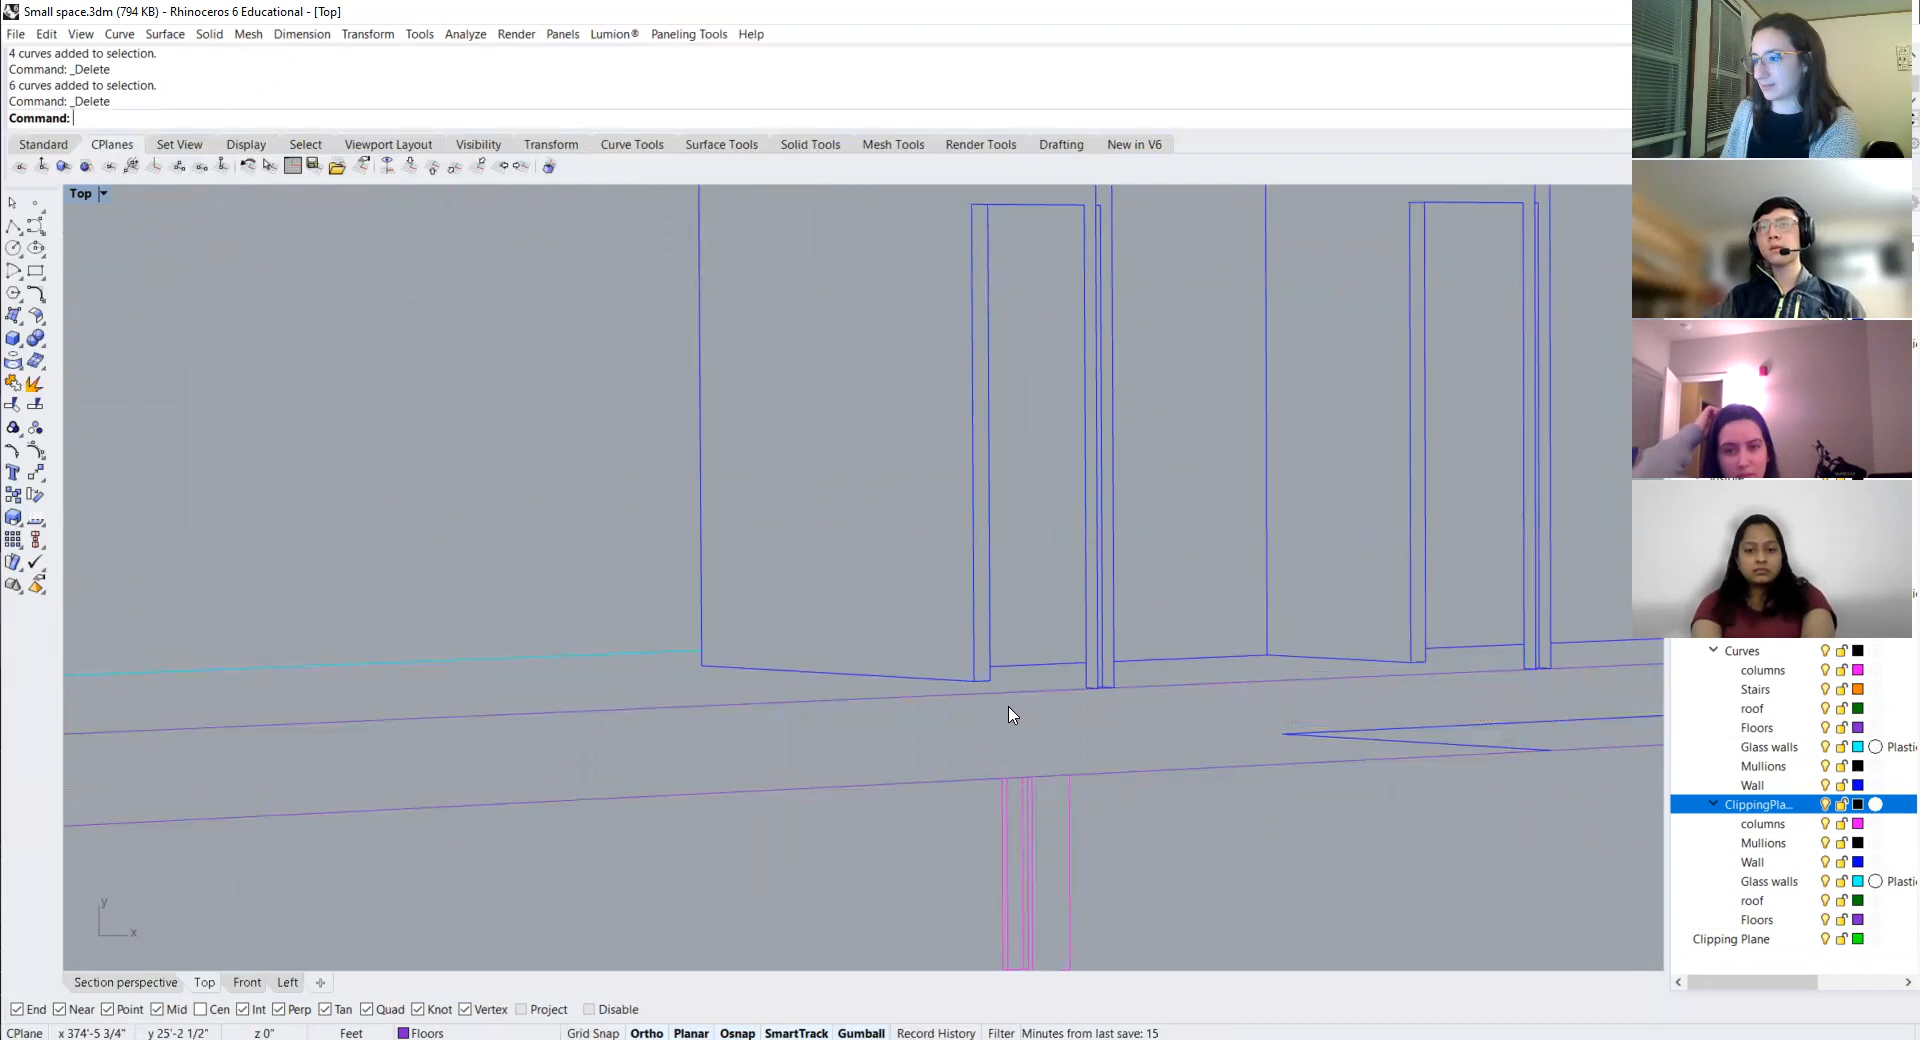 Small space.3dm (794 KB) - Rhinoceros 6 Educational - [Top]
File Edit View Curve Surface Solid Mesh Dimension Transform Tools Analyze Render Panels Lumion® Paneling Tools Help
4 curves added to selection.
Command: _Delete
6 curves added to selection.
Command: _Delete
Command:
Standard CPlanes Set View Display Select Viewport Layout Visibility Transform Curve Tools Surface Tools Solid Tools Mesh Tools Render Tools Drafting New in V6
Top
Curves
columns
Stairs
roof
Floors
Glass walls Plasti
Mullions
Wall
ClippingPla...
columns
Mullions
Wall
Glass walls Plasti
roof
Floors
Clipping Plane
y
x
Section perspective Top Front Left
End Near Point Mid Cen Int Perp Tan Quad Knot Vertex Project Disable
CPlane x 374'-5 3/4" y 25'-2 1/2" z 0" Feet Floors Grid Snap Ortho Planar Osnap SmartTrack Gumball Record History Filter Minutes from last save: 15